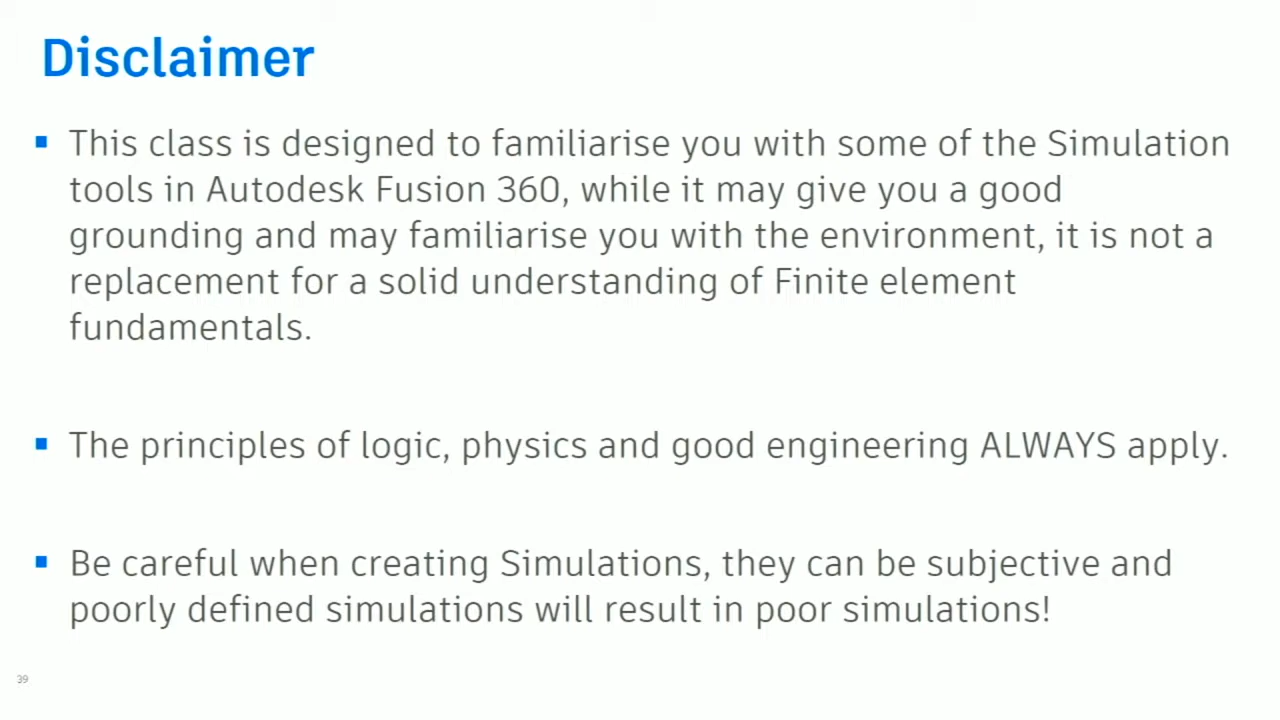 Disclaimer
This class is designed to familiarise you with some of the Simulation
tools in Autodesk Fusion 360, while it may give you a good
grounding and may familiarise you with the environment, it is not a
replacement for a solid understanding of Finite element
fundamentals.
The principles of logic, physics and good engineering ALWAYS apply.
Be careful when creating Simulations, they can be subjective and
poorly defined simulations will result in poor simulations!
39